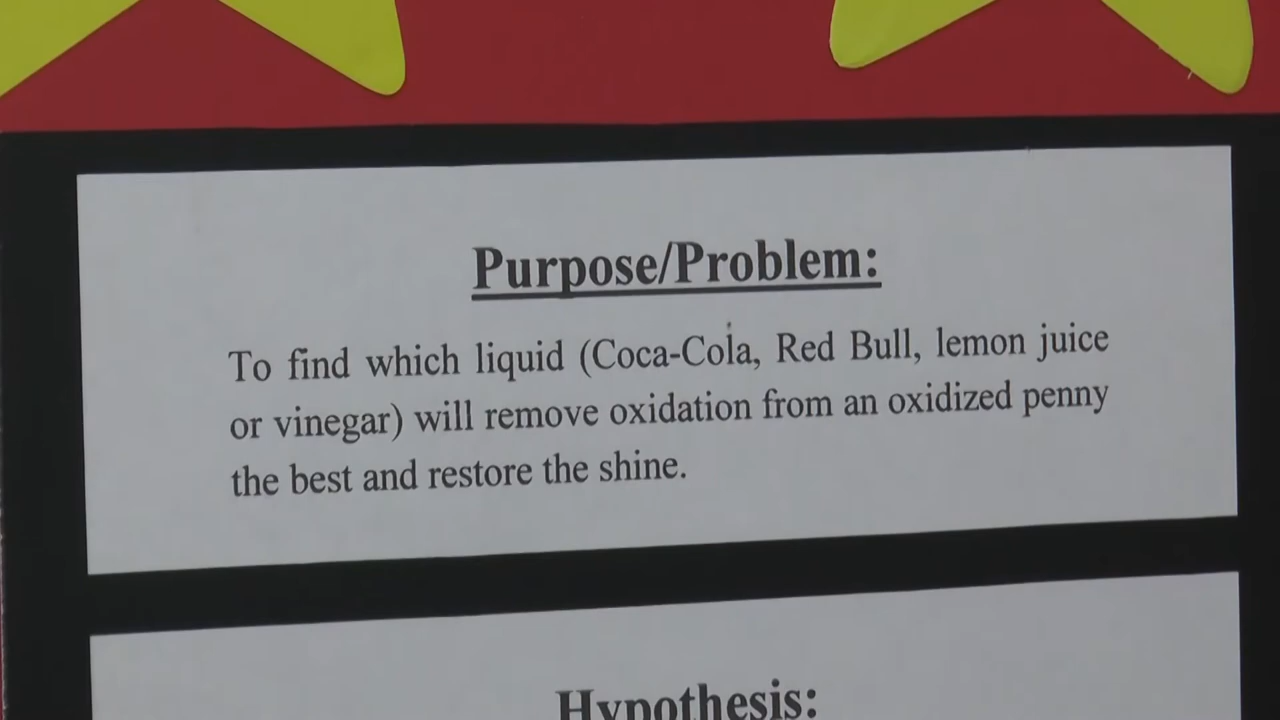 Purpose/Problem:
To find which liquid (Coca-Cola, Red Bull, lemon juice
or vinegar) will remove oxidation from an oxidized penny
the best and restore the shine.
Hypothesis: